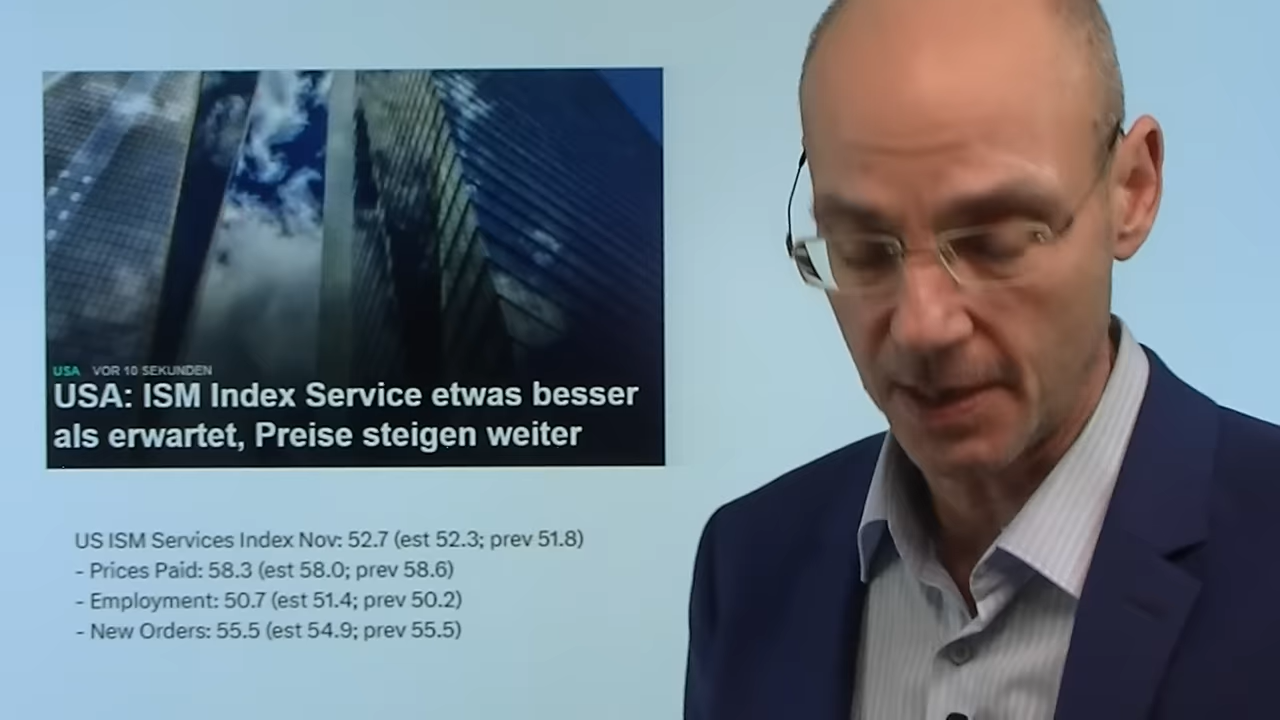 USA VOR 10 SEKUNDEN
USA: ISM Index Service etwas besser
als erwartet, Preise steigen weiter
US ISM Services Index Nov: 52.7 (est 52.3; prev 51.8)
- Prices Paid: 58.3 (est 58.0; prev 58.6)
- Employment: 50.7 (est 51.4; prev 50.2)
- New Orders: 55.5 (est 54.9; prev 55.5)